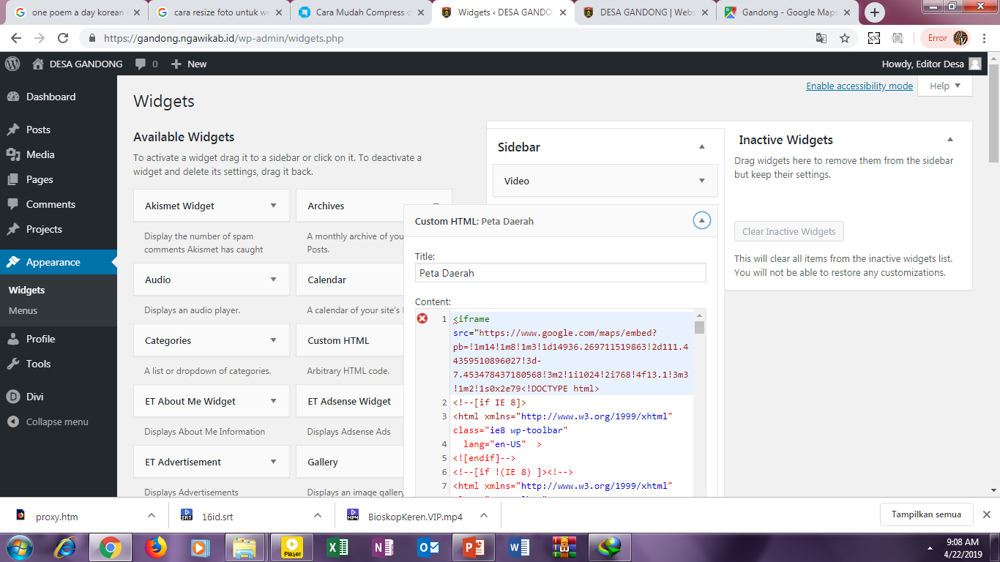 one poem a day korean
cara resize foto untuk we
Cara Mudah Compress d
Widgets ‹ DESA GANDO
DESA GANDONG | Webs
Gandong - Google Maps
https://gandong.ngawikab.id/wp-admin/widgets.php
Error
DESA GANDONG
0
New
Howdy, Editor Desa
Dashboard
Posts
Media
Pages
Comments
Projects
Appearance
Widgets
Menus
Profile
Tools
Divi
Collapse menu
Enable accessibility mode
Help
Widgets
Available Widgets
To activate a widget drag it to a sidebar or click on it. To deactivate a
widget and delete its settings, drag it back.
Akismet Widget
Archives
Display the number of spam
comments Akismet has caught
A monthly archive of you
Posts.
Audio
Calendar
Displays an audio player.
A calendar of your site's
Categories
Custom HTML
A list or dropdown of categories.
Arbitrary HTML code.
ET About Me Widget
ET Adsense Widget
Displays About Me Information
Displays Adsense Ads
ET Advertisement
Gallery
Displays Advertisements
Displays an image gallery
Sidebar
Video
Custom HTML: Peta Daerah
Title:
Peta Daerah
Content:
1 <iframe
src="https://www.google.com/maps/embed?
pb=!1m14!1m8!1m3!1d14936.269711519863!2d111.4
4359510896027!3d-
7.453478437180568!3m2!1i1024!2i768!4f13.1!3m3
!1m2!1s0x2e79<!DOCTYPE html>
2 <!--[if IE 8]>
3 <html xmlns="http://www.w3.org/1999/xhtml"
class="ie8 wp-toolbar"
4 lang="en-US" >
5 <![endif]-->
6 <!--[if !(IE 8) ]><!-->
7 <html xmlns="http://www.w3.org/1999/xhtml"
Inactive Widgets
Drag widgets here to remove them from the sidebar
but keep their settings.
Clear Inactive Widgets
This will clear all items from the inactive widgets list.
You will not be able to restore any customizations.
proxy.htm
SRT
16id.srt
MP4
BioskopKeren.VIP.mp4
Tampilkan semua
Player
9:08 AM
4/22/2019